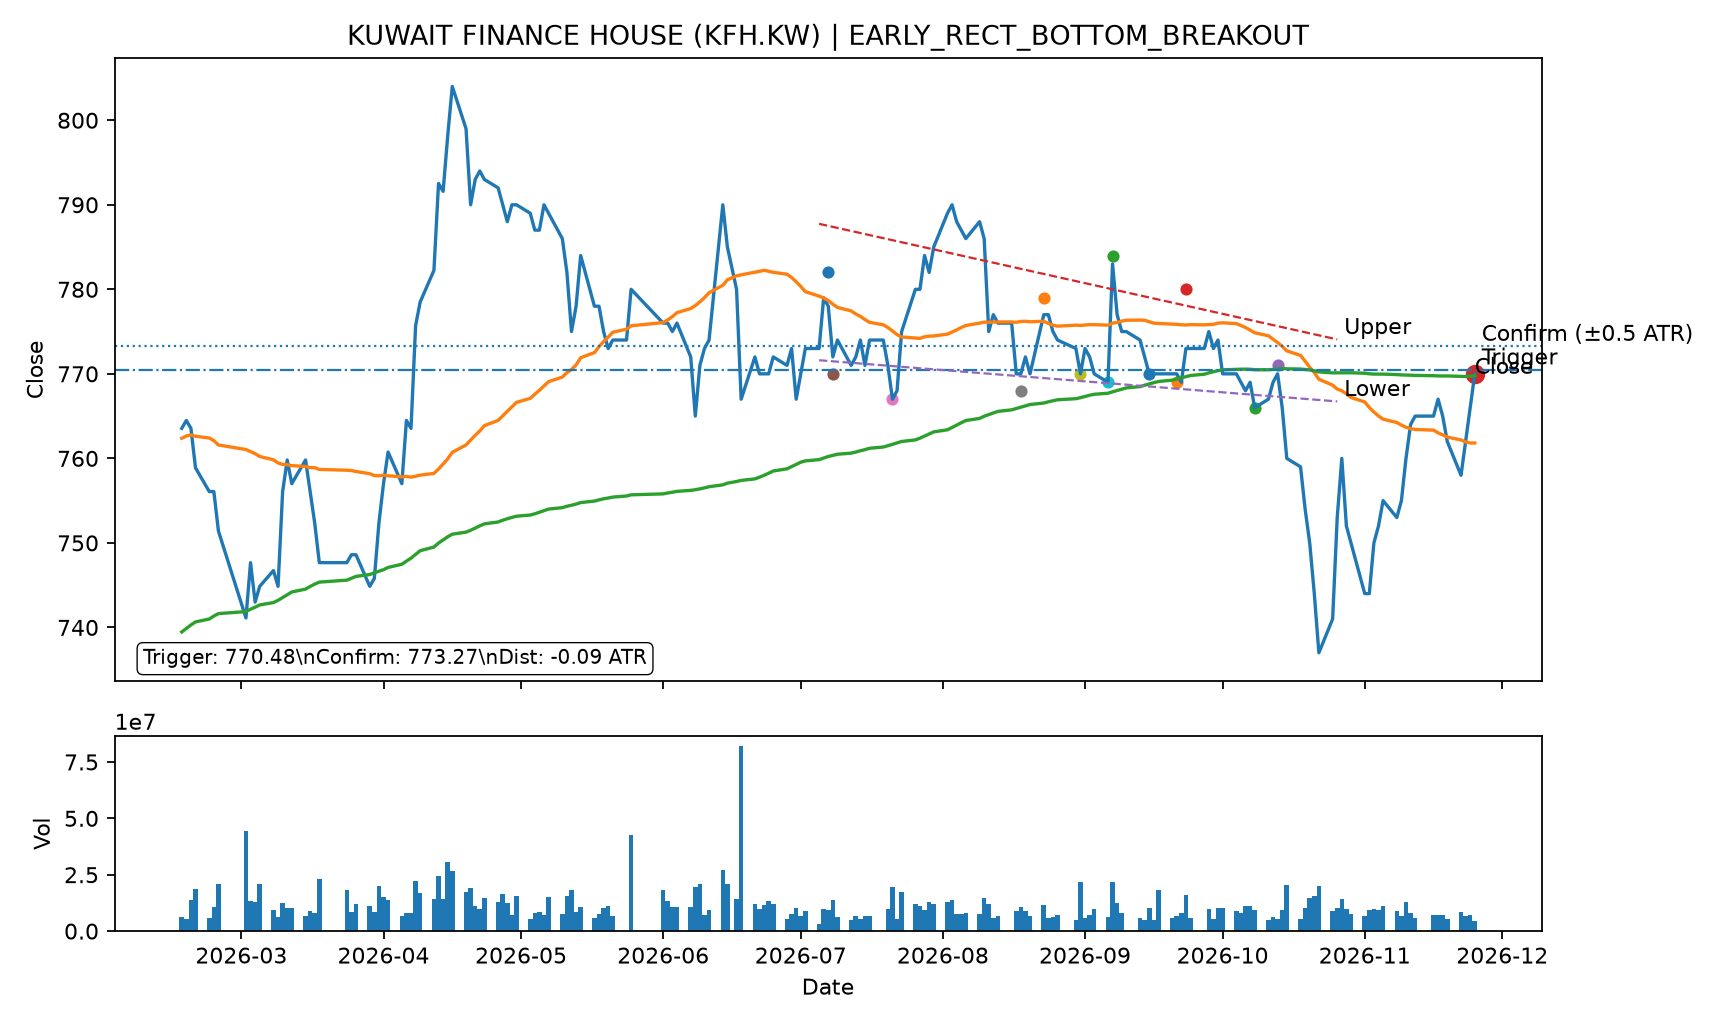 KUWAIT FINANCE HOUSE (KFH.KW) | EARLY_RECT_BOTTOM_BREAKOUT
Close
800
790
780
770
760
750
740
Upper
Lower
Confirm (±0.5 ATR)
Trigger
Close
Trigger: 770.48\nConfirm: 773.27\nDist: -0.09 ATR
1e7
Vol
7.5
5.0
2.5
0.0
2026-03 2026-04 2026-05 2026-06 2026-07 2026-08 2026-09 2026-10 2026-11 2026-12
Date